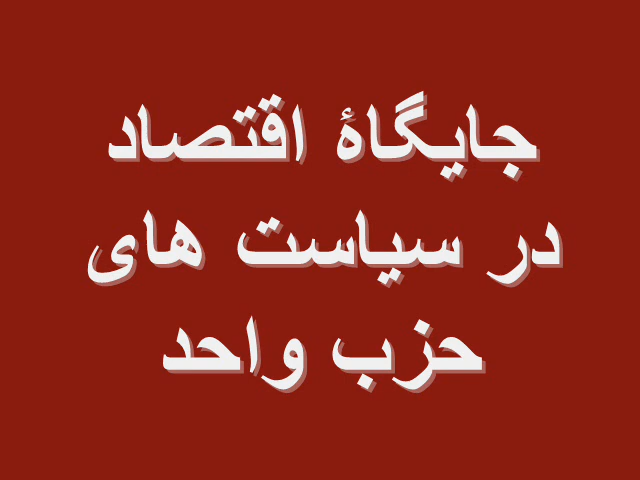 جایگاهٔ اقتصاد
در سیاست های
حزب واحد